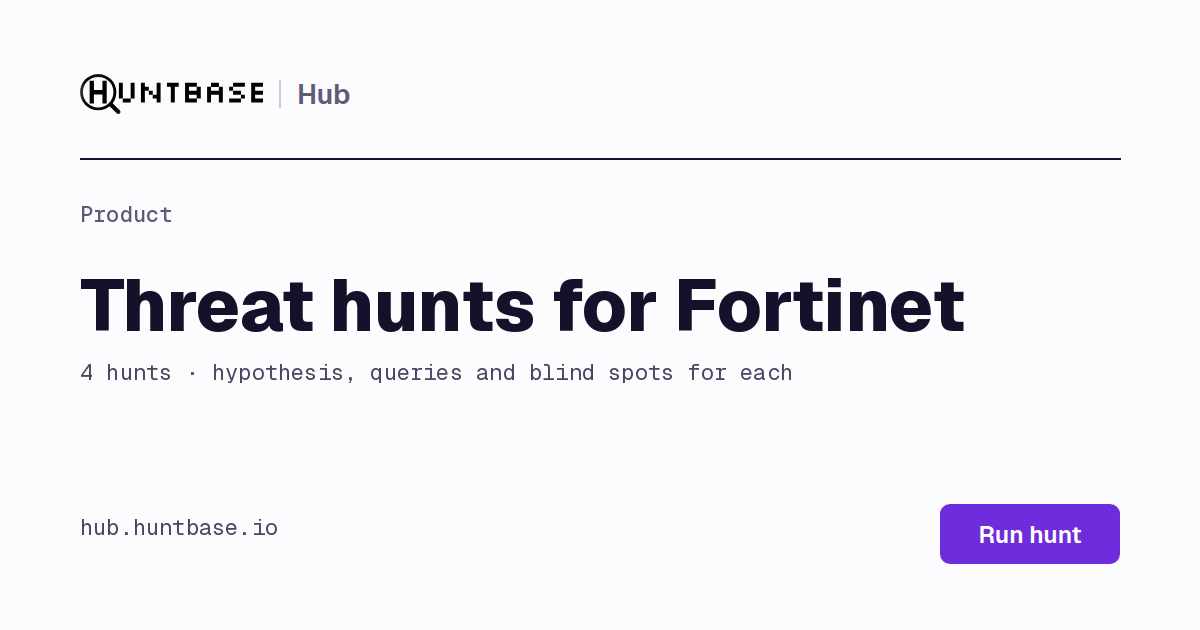 HUNTBASE | Hub
Product
Threat hunts for Fortinet
4 hunts · hypothesis, queries and blind spots for each
hub.huntbase.io
Run hunt